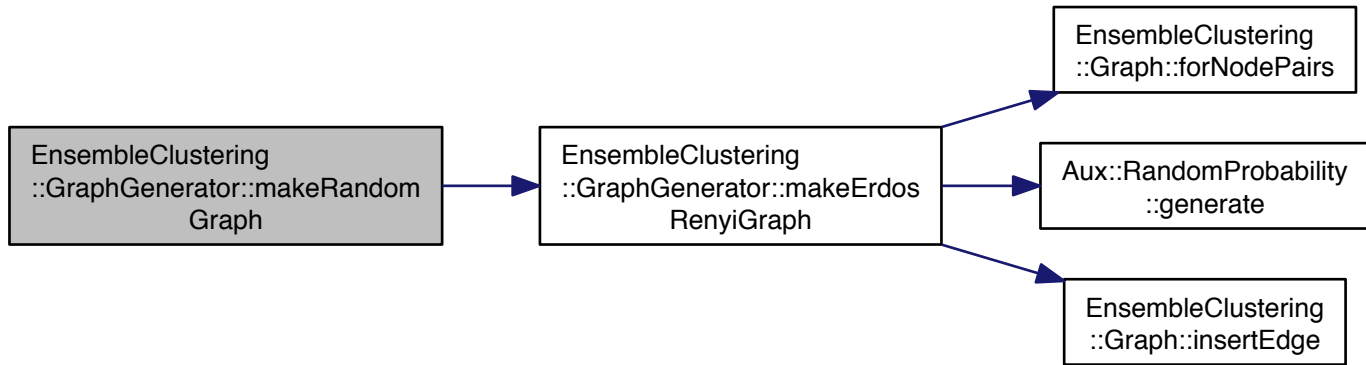 EnsembleClustering
::GraphGenerator::makeRandom
Graph
EnsembleClustering
::GraphGenerator::makeErdos
RenyiGraph
EnsembleClustering
::Graph::forNodePairs
Aux::RandomProbability
::generate
EnsembleClustering
::Graph::insertEdge